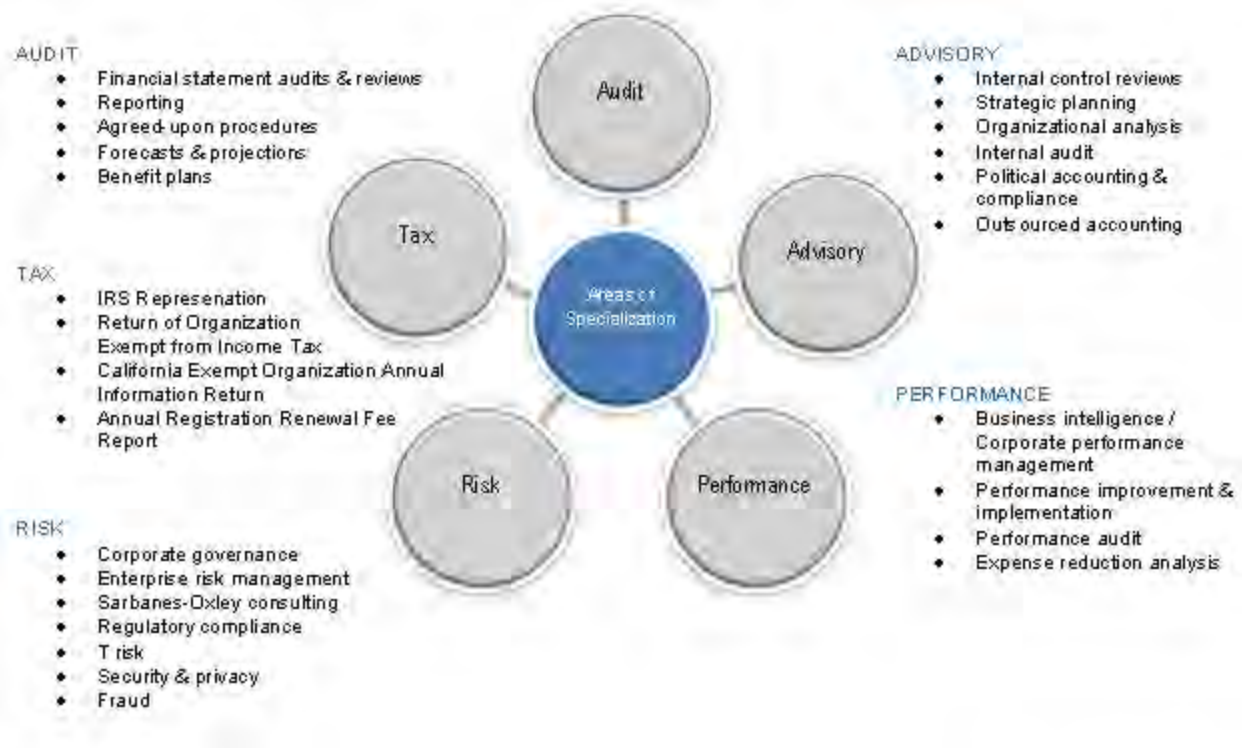 AUDIT
Financial statement audits & reviews
Reporting
Agreed-upon procedures
Forecasts & projections
Benefit plans
TAX
IRS Represenation
Return of Organization
Exempt from Income Tax
California Exempt Organization Annual
Information Return
Annual Registration Renewal Fee
Report
RISK
Corporate governance
Enterprise risk management
Sarbanes-Oxley consulting
Regulatory compliance
T risk
Security & privacy
Fraud
Audit
Tax
Advisory
Areas of
Specialization
Risk
Performance
ADVISORY
Internal control reviews
Strategic planning
Organizational analysis
Internal audit
Political accounting &
compliance
Outsourced accounting
PERFORMANCE
Business intelligence /
Corporate performance
management
Performance improvement &
implementation
Performance audit
Expense reduction analysis